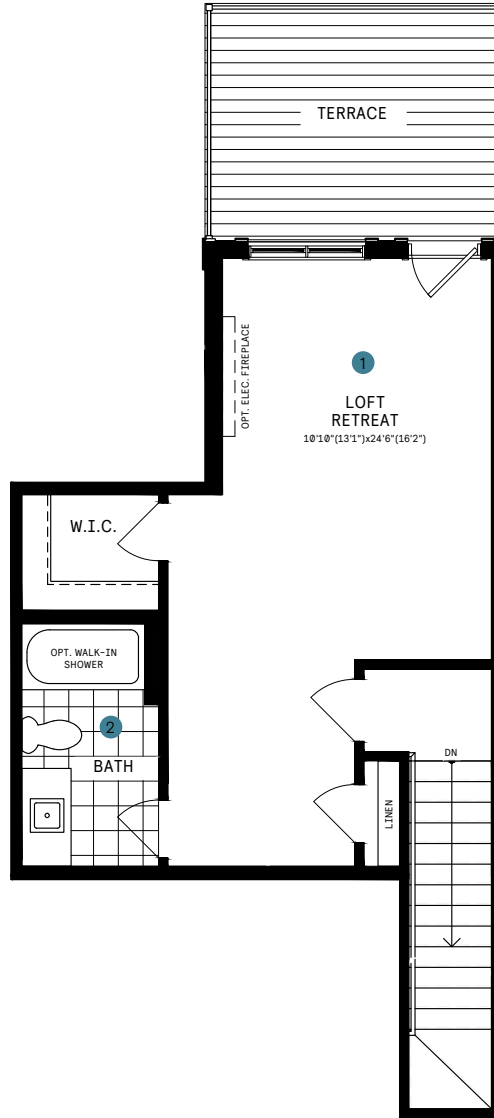 TERRACE
OPT. ELEC. FIREPLACE
1
LOFT
RETREAT
10'10"(13'1")x24'6"(16'2")
W.I.C.
OPT. WALK-IN
SHOWER
2
BATH
DN
LINEN